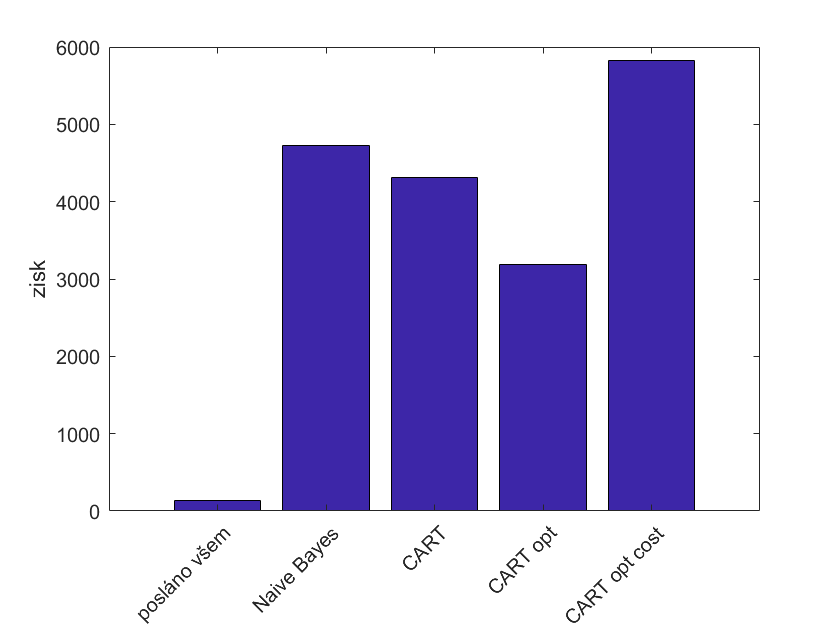 6000
5000
4000
3000
2000
1000
0
zisk
posláno všem
Naive Bayes
CART
CART opt
CART opt cost